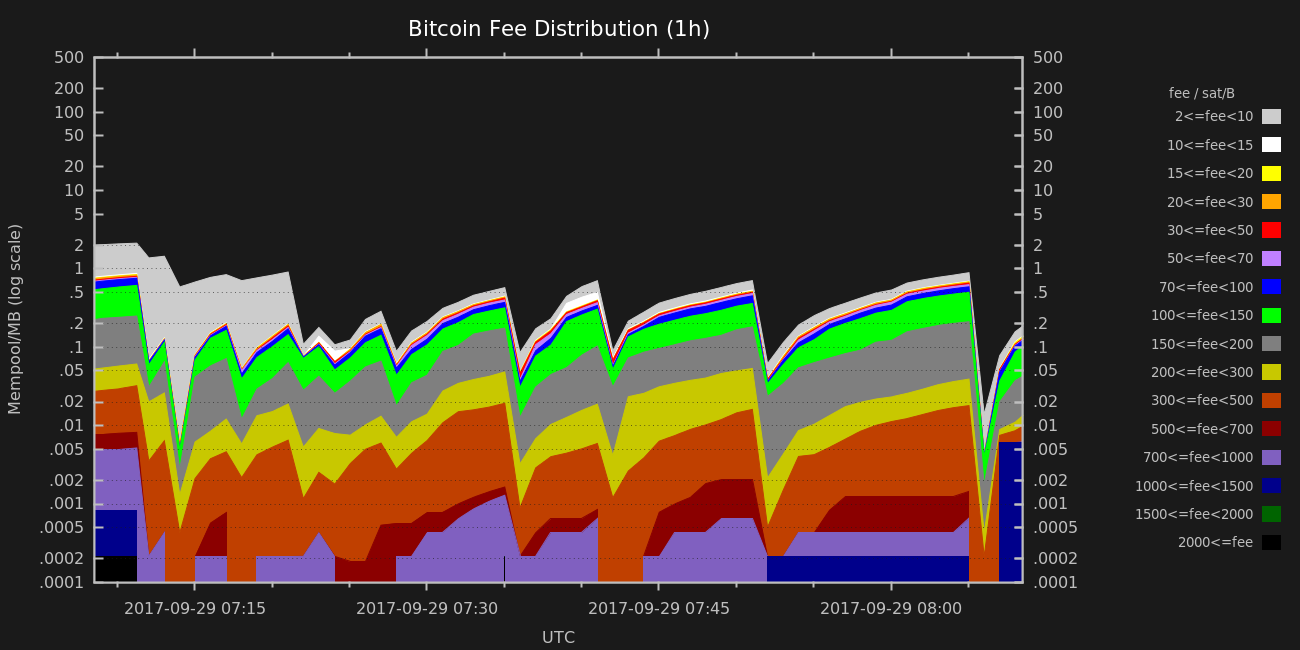 Bitcoin Fee Distribution (1h)
Mempool/MB (log scale)
500
200
100
50
20
10
5
2
1
.5
.2
.1
.05
.02
.01
.005
.002
.001
.0005
.0002
.0001
500
200
100
50
20
10
5
2
1
.5
.2
.1
.05
.02
.01
.005
.002
.001
.0005
.0002
.0001
2017-09-29 07:15 2017-09-29 07:30 2017-09-29 07:45 2017-09-29 08:00
UTC
fee / sat/B
2<=fee<10
10<=fee<15
15<=fee<20
20<=fee<30
30<=fee<50
50<=fee<70
70<=fee<100
100<=fee<150
150<=fee<200
200<=fee<300
300<=fee<500
500<=fee<700
700<=fee<1000
1000<=fee<1500
1500<=fee<2000
2000<=fee